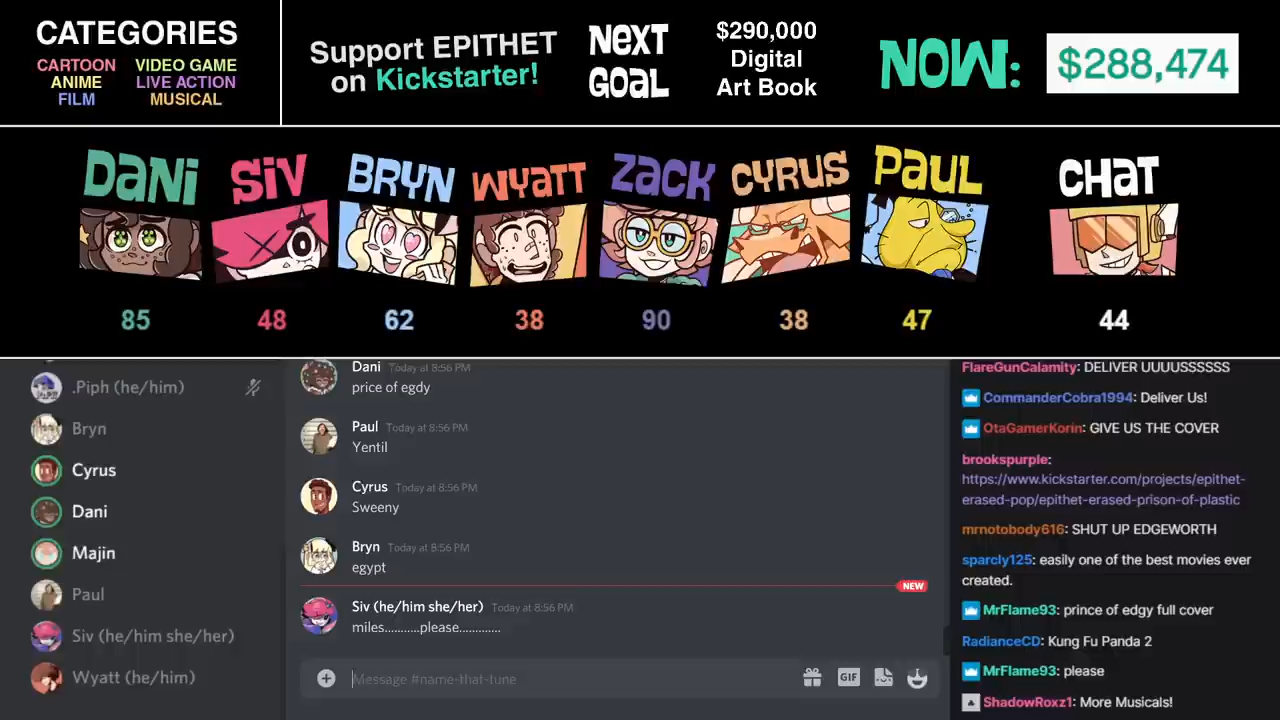 CATEGORIES
CARTOON VIDEO GAME
ANIME LIVE ACTION
FILM MUSICAL
Support EPITHET
on Kickstarter!
NEXT
GOAL
$290,000
Digital
Art Book
NOW:
$288,474
DANI SIV BRYN WYATT ZACK CYRUS PAUL CHAT
85 48 62 38 90 38 47 44
.Piph (he/him)
Bryn
Cyrus
Dani
Majin
Paul
Siv (he/him she/her)
Wyatt (he/him)
Dani Today at 8:56 PM
price of egdy
Paul Today at 8:56 PM
Yentil
Cyrus Today at 8:56 PM
Sweeny
Bryn Today at 8:56 PM
egypt
NEW
Siv (he/him she/her) Today at 8:56 PM
miles...........please.............
Message #name-that-tune
GIF
FlareGunCalamity: DELIVER UUUUSSSSSS
CommanderCobra1994: Deliver Us!
OtaGamerKorin: GIVE US THE COVER
brookspurple:
https://www.kickstarter.com/projects/epithet-
erased-pop/epithet-erased-prison-of-plastic
mrnotobody616: SHUT UP EDGEWORTH
sparcly125: easily one of the best movies ever
created.
MrFlame93: prince of edgy full cover
RadianceCD: Kung Fu Panda 2
MrFlame93: please
ShadowRoxz1: More Musicals!